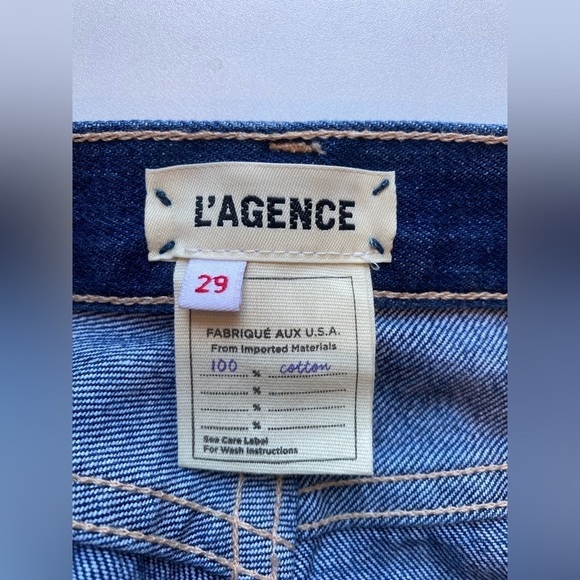 L'AGENCE
29
FABRIQUÉ AUX U.S.A.
From Imported Materials
100 % cotton
%
%
%
See Care Label
For Wash Instructions